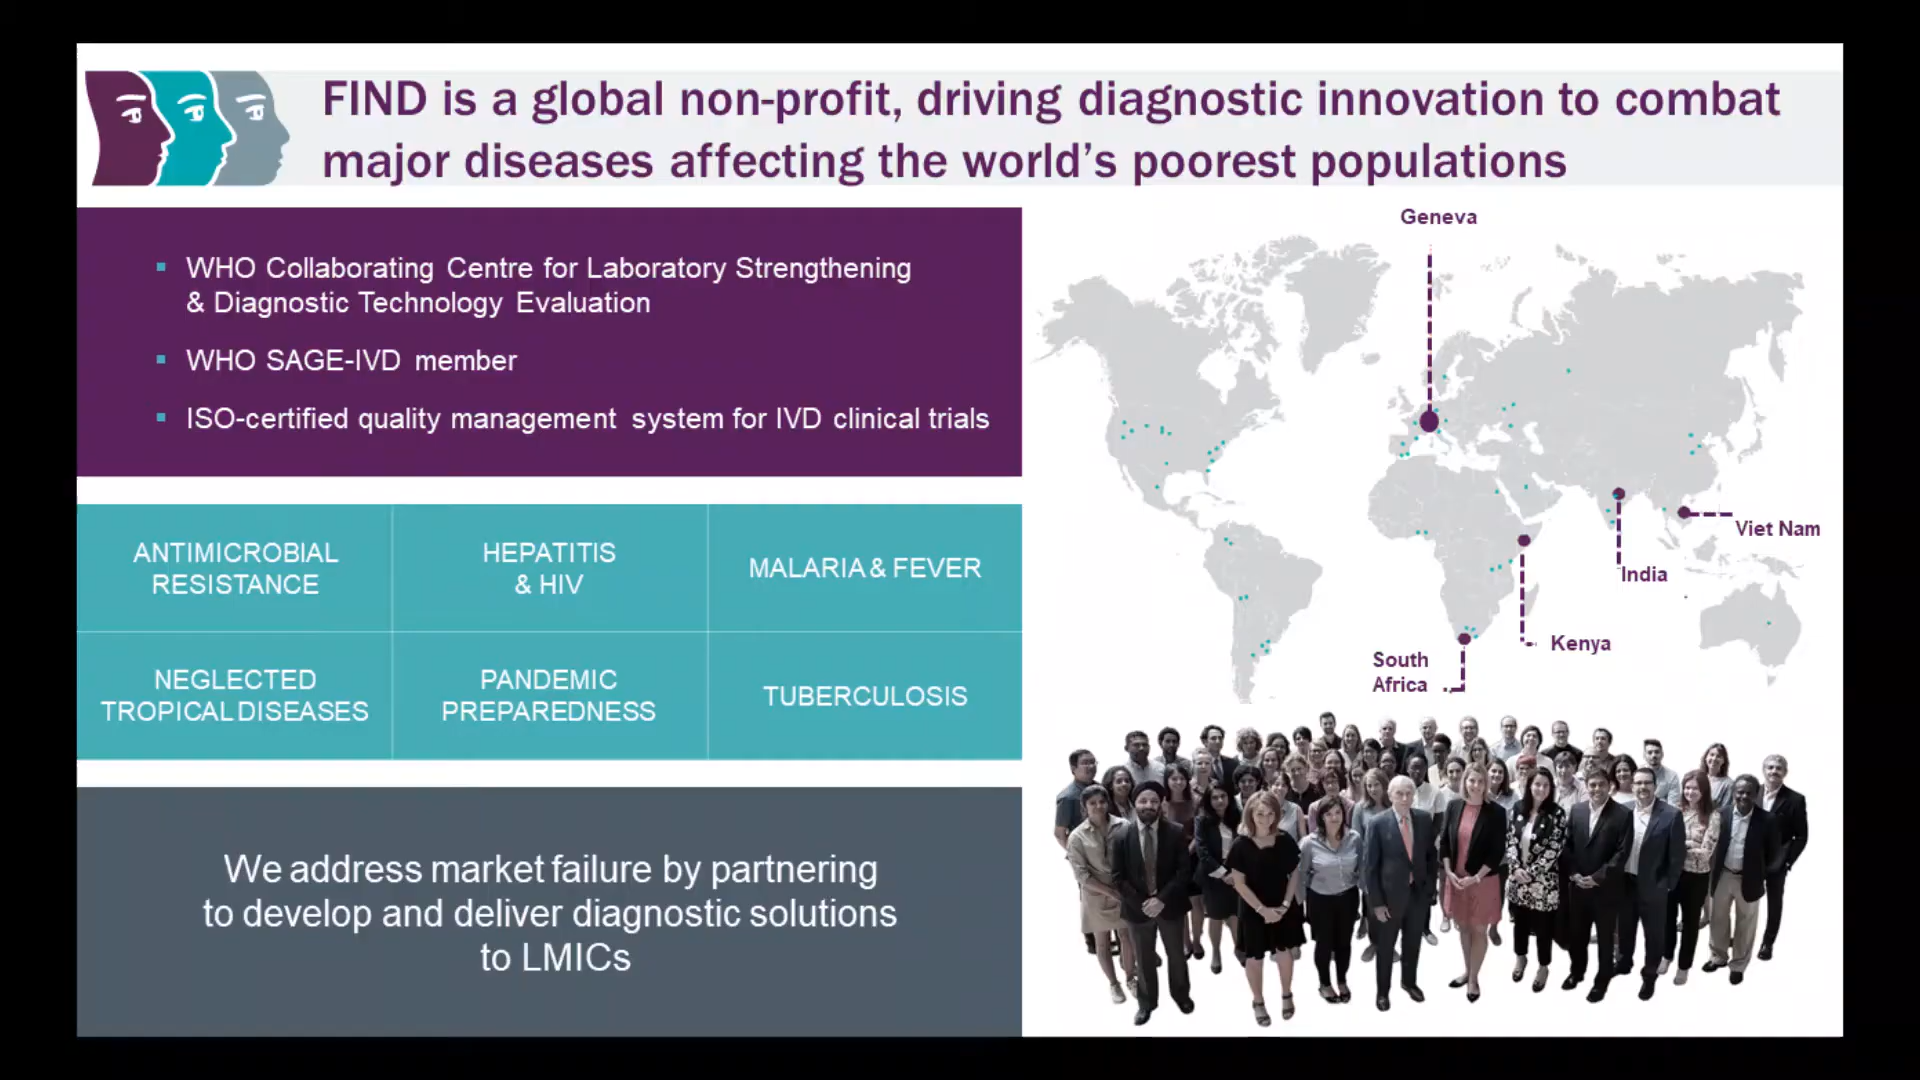 FIND is a global non-profit, driving diagnostic innovation to combat
major diseases affecting the world's poorest populations
WHO Collaborating Centre for Laboratory Strengthening
& Diagnostic Technology Evaluation
WHO SAGE-IVD member
ISO-certified quality management system for IVD clinical trials
ANTIMICROBIAL
RESISTANCE
HEPATITIS
& HIV
MALARIA & FEVER
NEGLECTED
TROPICAL DISEASES
PANDEMIC
PREPAREDNESS
TUBERCULOSIS
We address market failure by partnering
to develop and deliver diagnostic solutions
to LMICs
Geneva
Viet Nam
India
Kenya
South
Africa